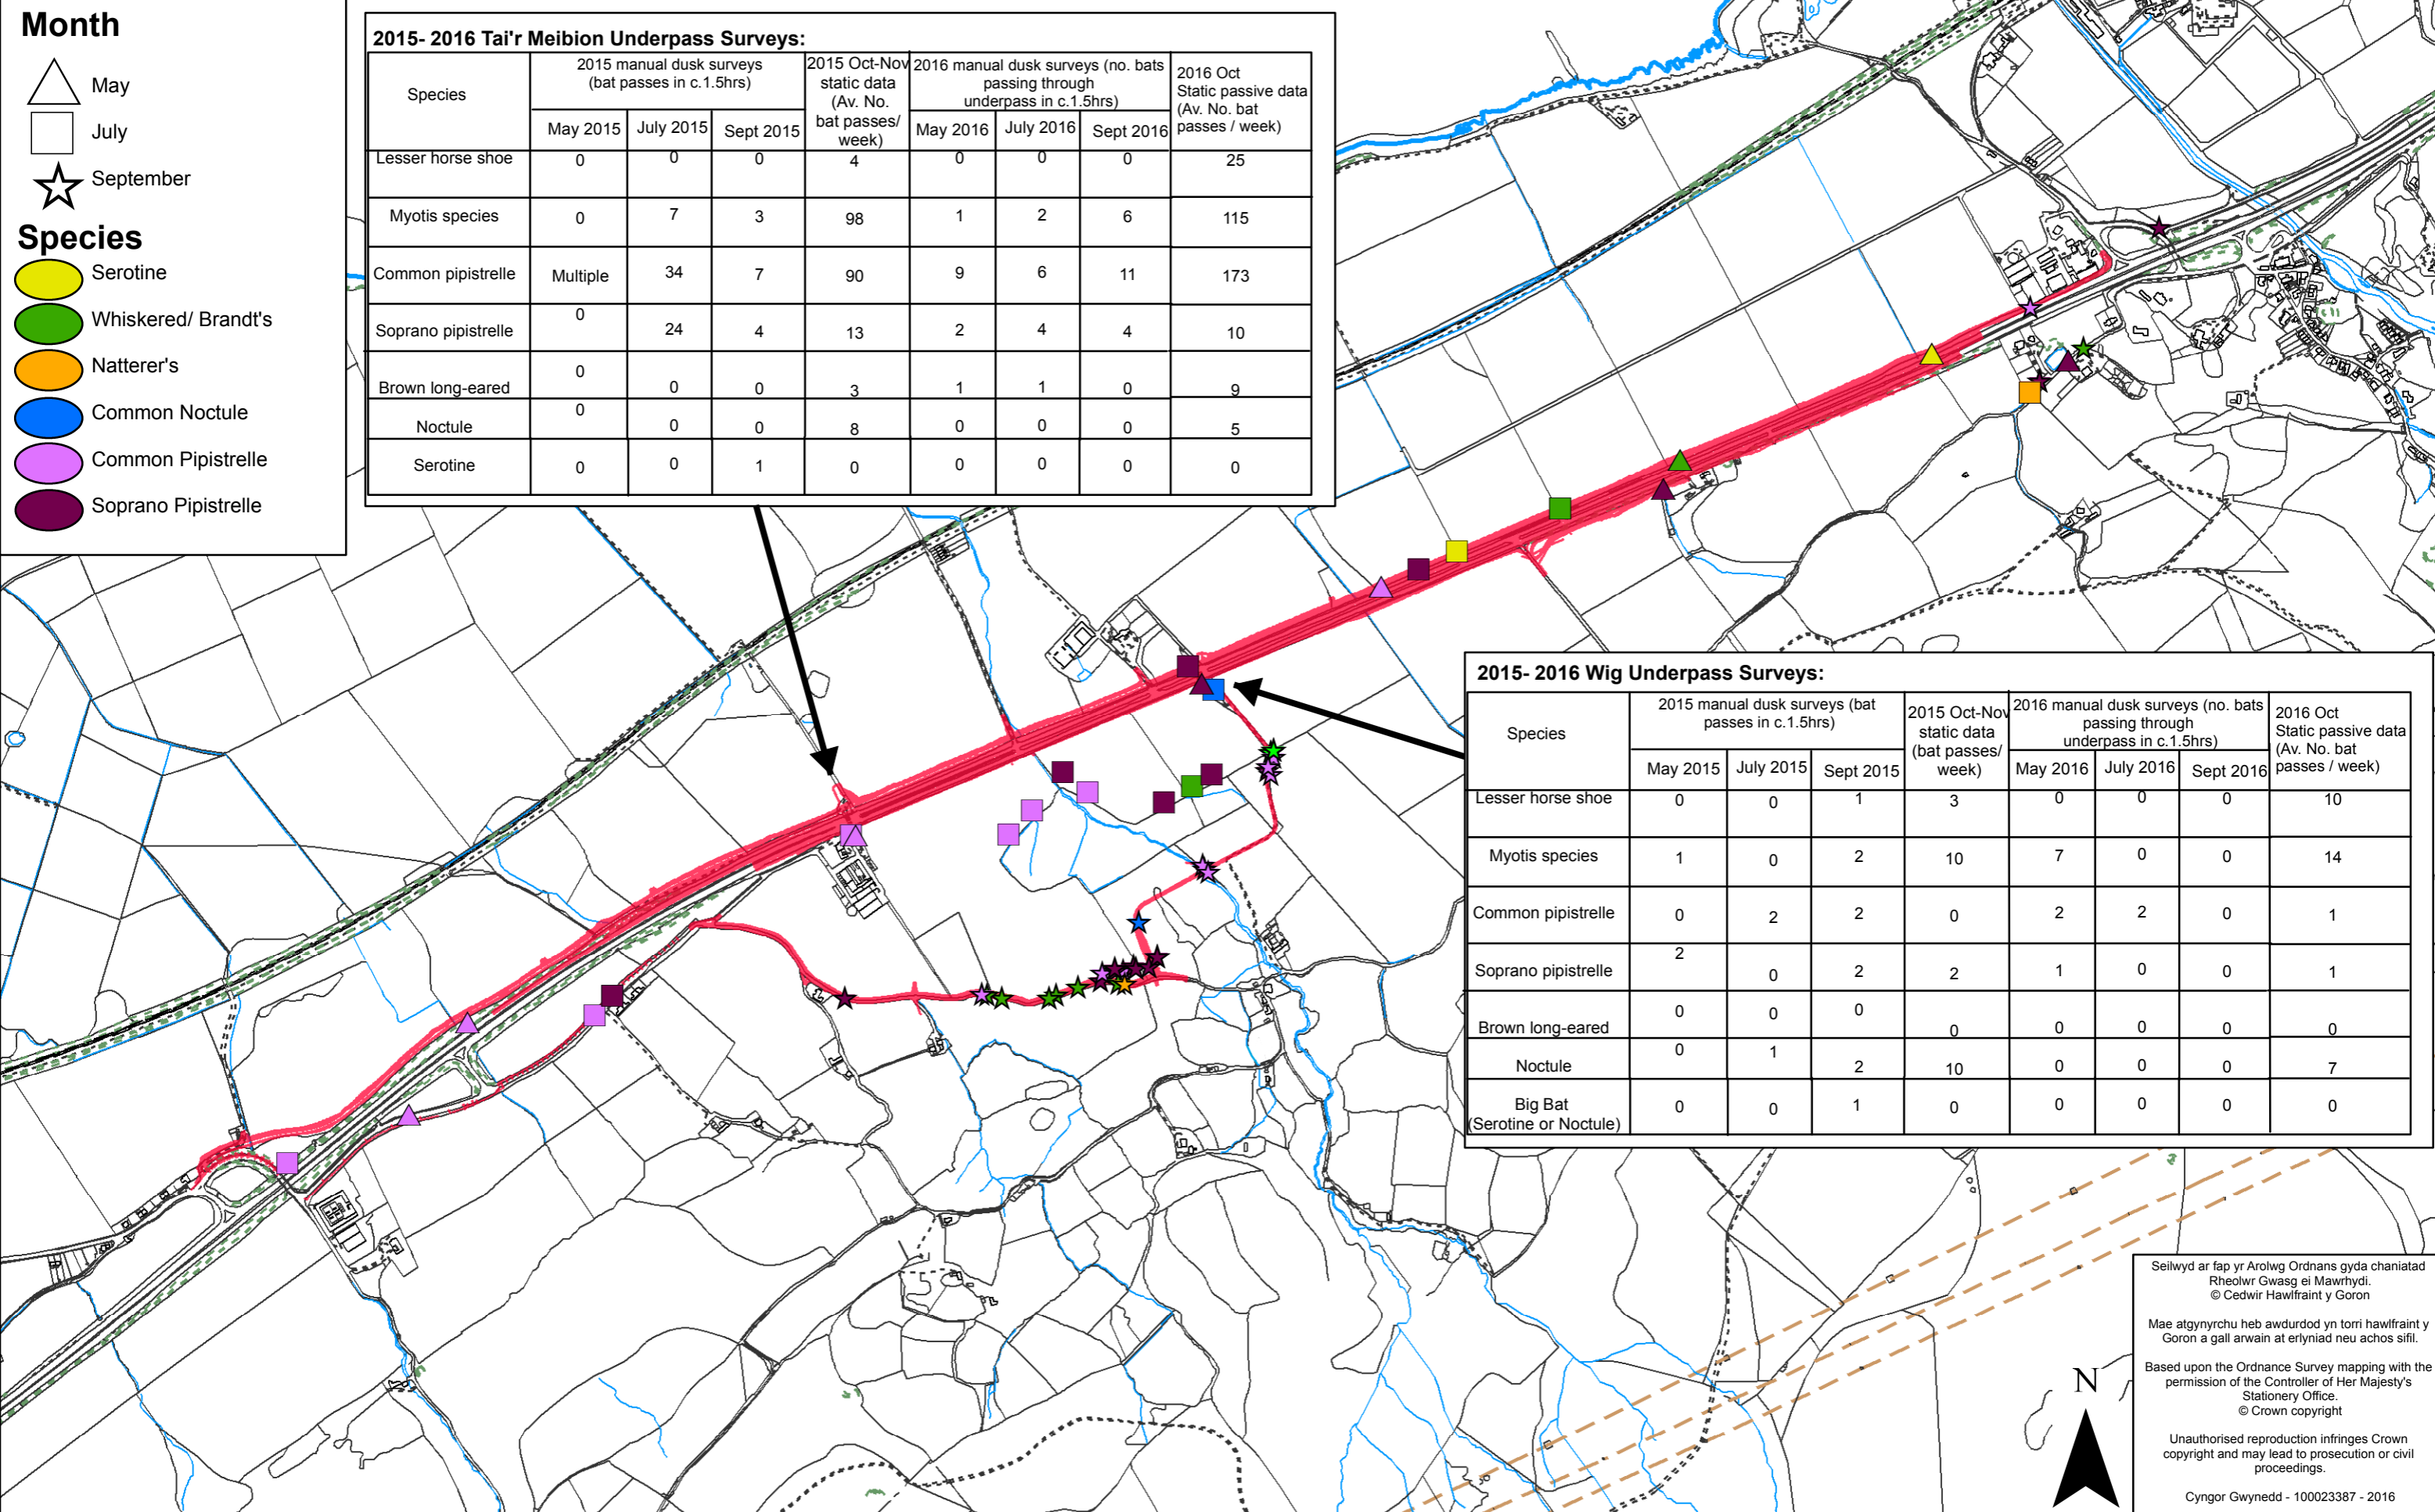 Month
May
July
September
Species
Serotine
Whiskered/ Brandt's
Natterer's
Common Noctule
Common Pipistrelle
Soprano Pipistrelle
2015- 2016 Tai'r Meibion Underpass Surveys:
Species
2015 manual dusk surveys
(bat passes in c.1.5hrs)
2015 Oct-Nov
static data
(Av. No.
bat passes/
week)
2016 manual dusk surveys (no. bats
passing through
underpass in c.1.5hrs)
2016 Oct
Static passive data
(Av. No. bat
passes / week)
May 2015 July 2015 Sept 2015 May 2016 July 2016 Sept 2016
Lesser horse shoe 0 0 0 4 0 0 0 25
Myotis species 0 7 3 98 1 2 6 115
Common pipistrelle Multiple 34 7 90 9 6 11 173
Soprano pipistrelle 0 24 4 13 2 4 4 10
Brown long-eared 0 0 0 3 1 1 0 9
Noctule 0 0 0 8 0 0 0 5
Serotine 0 0 1 0 0 0 0 0
2015- 2016 Wig Underpass Surveys:
Species
2015 manual dusk surveys (bat
passes in c.1.5hrs)
2015 Oct-Nov
static data
(bat passes/
week)
2016 manual dusk surveys (no. bats
passing through
underpass in c.1.5hrs)
2016 Oct
Static passive data
(Av. No. bat
passes / week)
May 2015 July 2015 Sept 2015 May 2016 July 2016 Sept 2016
Lesser horse shoe 0 0 1 3 0 0 0 10
Myotis species 1 0 2 10 7 0 0 14
Common pipistrelle 0 2 2 0 2 2 0 1
Soprano pipistrelle 2 0 2 2 1 0 0 1
Brown long-eared 0 0 0 0 0 0 0 0
Noctule 0 1 2 10 0 0 0 7
Big Bat
(Serotine or Noctule) 0 0 1 0 0 0 0 0
N
Seilwyd ar fap yr Arolwg Ordnans gyda chaniatad
Rheolwr Gwasg ei Mawrhydi.
© Cedwir Hawlfraint y Goron
Mae atgynyrchu heb awdurdod yn torri hawlfraint y
Goron a gall arwain at erlyniad neu achos sifil.
Based upon the Ordnance Survey mapping with the
permission of the Controller of Her Majesty's
Stationery Office.
© Crown copyright
Unauthorised reproduction infringes Crown
copyright and may lead to prosecution or civil
proceedings.
Cyngor Gwynedd - 100023387 - 2016